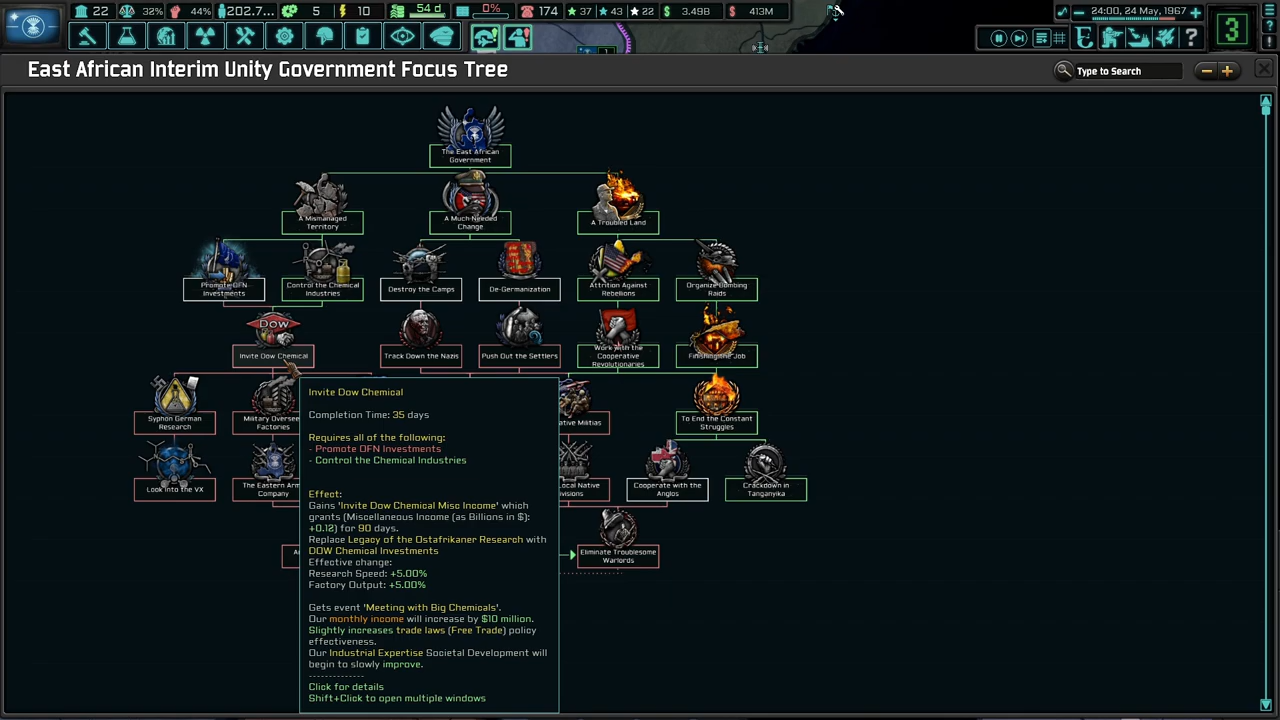 22 32% 44% 202.7... 5 10 54 d 0% 174 37 43 22 3.49B 413M 24:00, 24 May, 1967 3
East African Interim Unity Government Focus Tree
Type to Search
The East African
Government
A Mismanaged
Territory
A Much-Needed
Change
A Troubled Land
Promote OFN
Investments
Control the Chemical
Industries
Destroy the Camps
De-Germanization
Attrition Against
Rebellions
Organize Bombing
Raids
DOW
Invite Dow Chemical
Track Down the Nazis
Push Out the Settlers
Work with the
Cooperative
Revolutionaries
Finishing the Job
Syphon German
Research
Military Oversee
Factories
ative Militias
To End the Constant
Struggles
Look Into the VX
The Eastern Arm
Company
Local Native
Divisions
Cooperate with the
Anglos
Crackdown in
Tanganyika
Eliminate Troublesome
Warlords
Invite Dow Chemical
Completion Time: 35 days
Requires all of the following:
- Promote OFN Investments
- Control the Chemical Industries
Effect:
Gains 'Invite Dow Chemical Misc Income' which
grants (Miscellaneous Income (as Billions in $):
+0.12) for 90 days.
Replace Legacy of the Ostafrikaner Research with
DOW Chemical Investments
Effective change:
Research Speed: +5.00%
Factory Output: +5.00%
Gets event 'Meeting with Big Chemicals'.
Our monthly income will increase by $10 million.
Slightly increases trade laws (Free Trade) policy
effectiveness.
Our Industrial Expertise Societal Development will
begin to slowly improve.
--------------
Click for details
Shift+Click to open multiple windows